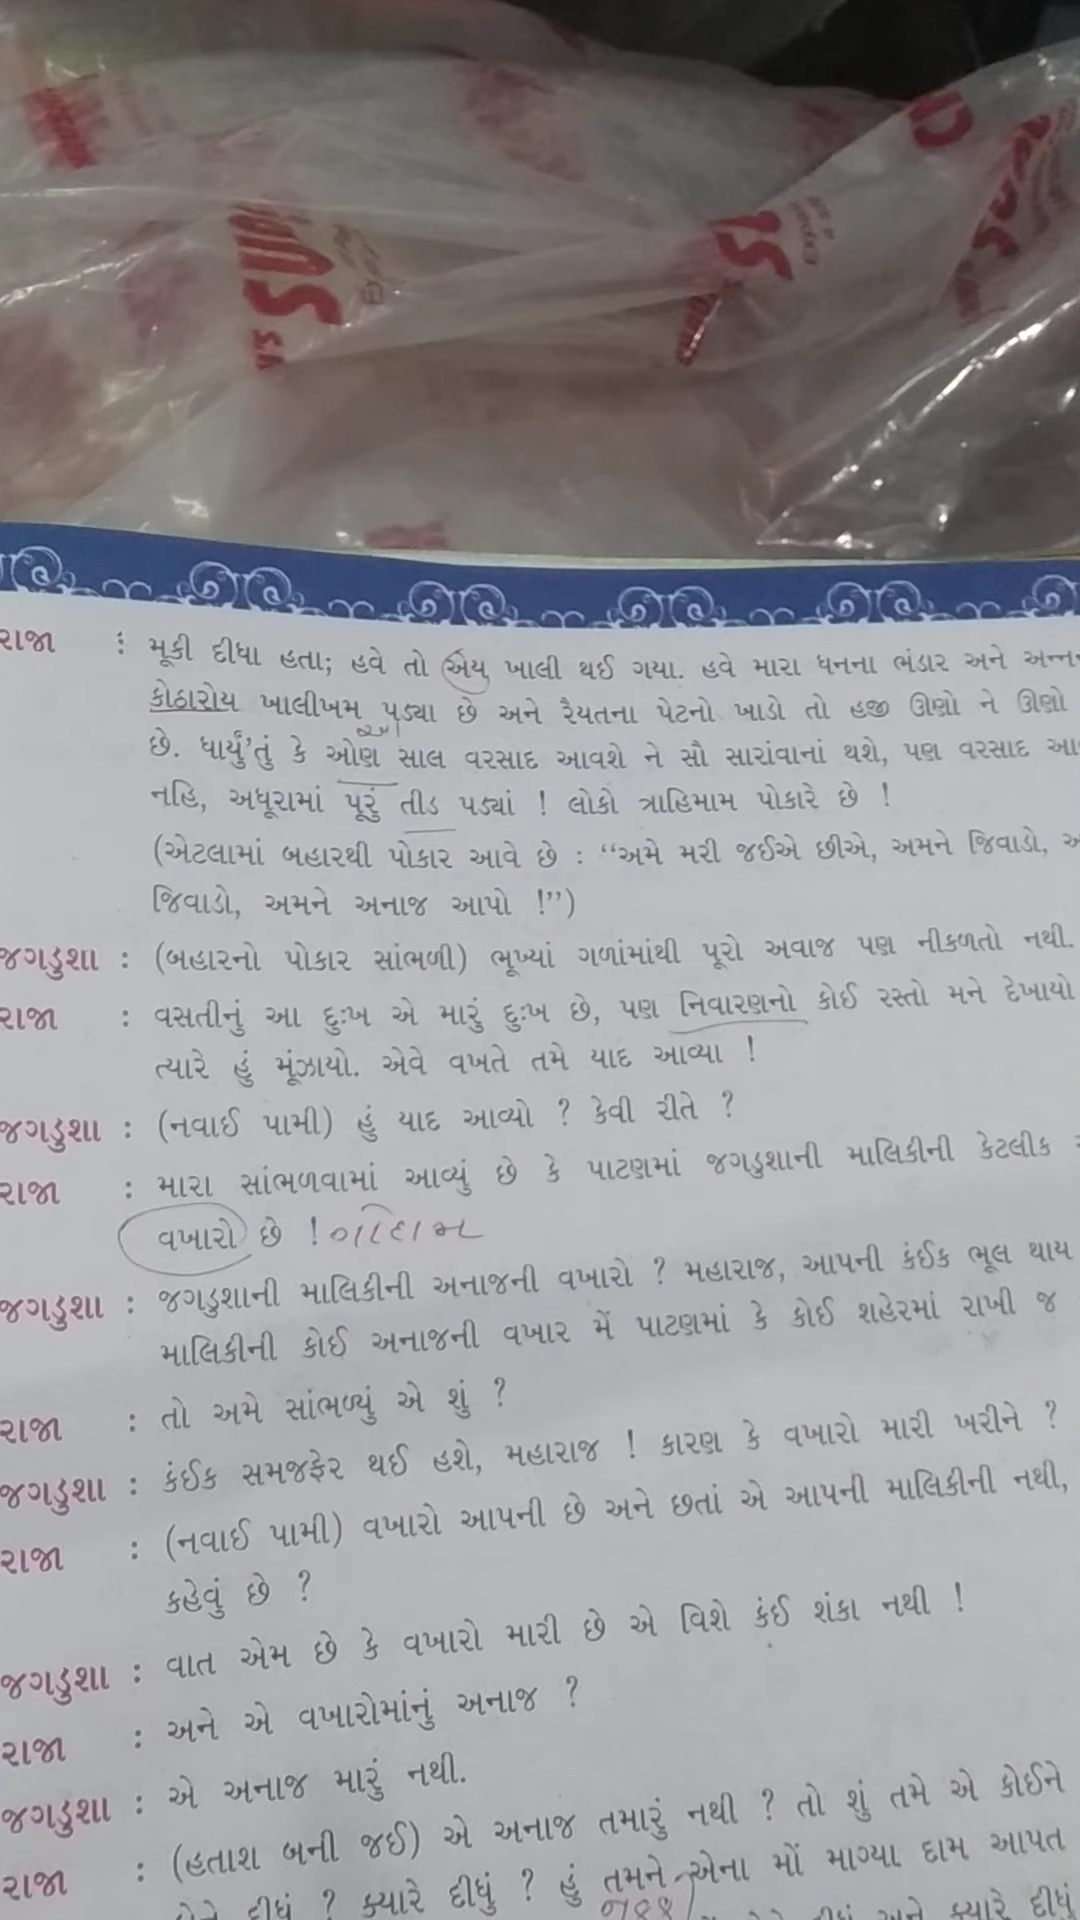 રાજા : મૂકી દીધા હતા; હવે તો એય ખાલી થઈ ગયા. હવે મારા ધનના ભંડાર અને
કોઠારોય ખાલીખમ પડ્યા છે અને રૈયતના પેટનો ખાડો તો હજી ઊણો ને ઊણો
છે. ધાર્યું'તું કે ઓણ સાલ વરસાદ આવશે ને સૌ સારાંવાનાં થશે, પણ વરસાદ
નહિ, અધૂરામાં પૂરું તીડ પડ્યાં ! લોકો ત્રાહિમામ પોકારે છે !
(એટલામાં બહારથી પોકાર આવે છે : “અમે મરી જઈએ છીએ, અમને જિવાડો,
જિવાડો, અમને અનાજ આપો !”)
જગડુશા : (બહારનો પોકાર સાંભળી) ભૂખ્યાં ગળાંમાંથી પૂરો અવાજ પણ નીકળતો નથી.
રાજા : વસતીનું આ દુઃખ એ મારું દુઃખ છે, પણ નિવારણનો કોઈ રસ્તો મને દેખાયો
ત્યારે હું મૂંઝાયો. એવે વખતે તમે યાદ આવ્યા !
જગડુશા : (નવાઈ પામી) હું યાદ આવ્યો ? કેવી રીતે ?
રાજા : મારા સાંભળવામાં આવ્યું છે કે પાટણમાં જગડુશાની માલિકીની કેટલીક
વખારો છે !
જગડુશા : જગડુશાની માલિકીની અનાજની વખારો ? મહારાજ, આપની કંઈક ભૂલ થાય
માલિકીની કોઈ અનાજની વખાર મેં પાટણમાં કે કોઈ શહેરમાં રાખી જ
રાજા : તો અમે સાંભળ્યું એ શું ?
જગડુશા : કંઈક સમજફેર થઈ હશે, મહારાજ ! કારણ કે વખારો મારી ખરીને ?
રાજા : (નવાઈ પામી) વખારો આપની છે અને છતાં એ આપની માલિકીની નથી,
કહેવું છે ?
જગડુશા : વાત એમ છે કે વખારો મારી છે એ વિશે કંઈ શંકા નથી !
રાજા : અને એ વખારોમાંનું અનાજ ?
જગડુશા : એ અનાજ મારું નથી.
રાજા : (હતાશ બની જઈ) એ અનાજ તમારું નથી ? તો શું તમે એ કોઈને
દીધું ? ક્યારે દીધું ? હું તમને એના મોં માગ્યા દામ આપત
અને ક્યારે દીધું